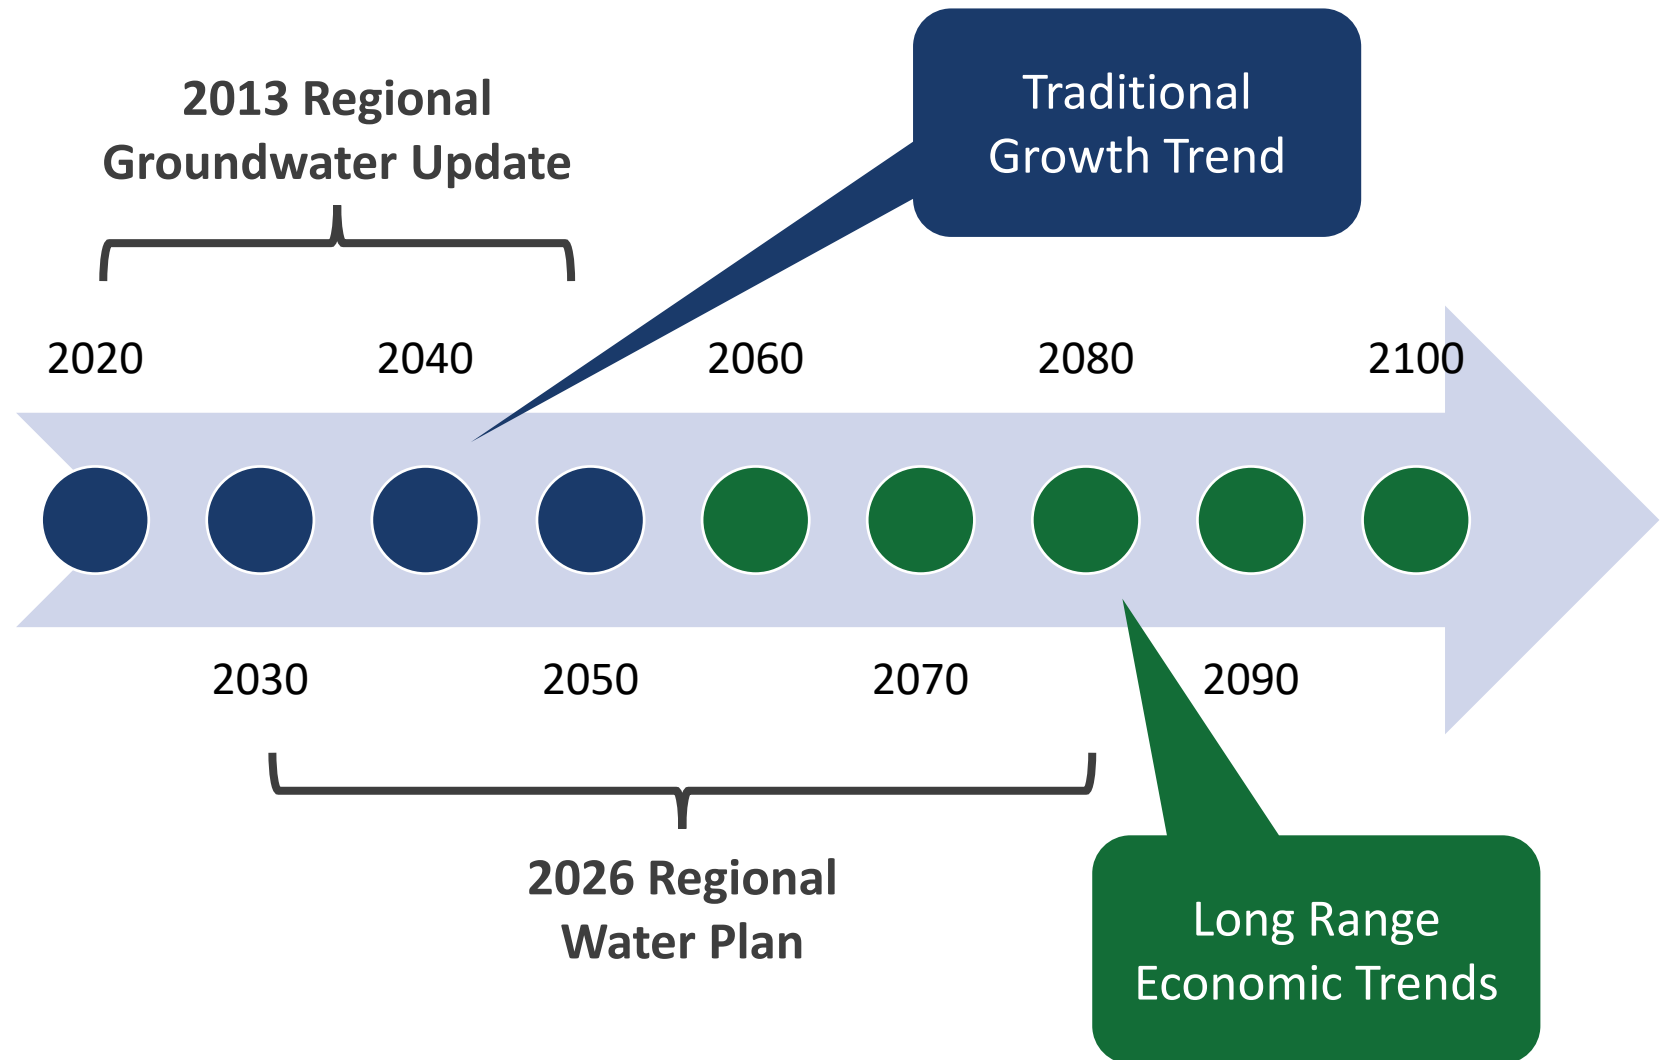 Traditional
Growth Trend
2013 Regional
Groundwater Update
2020 2040 2060 2080 2100
2030 2050 2070 2090
2026 Regional
Water Plan
Long Range
Economic Trends